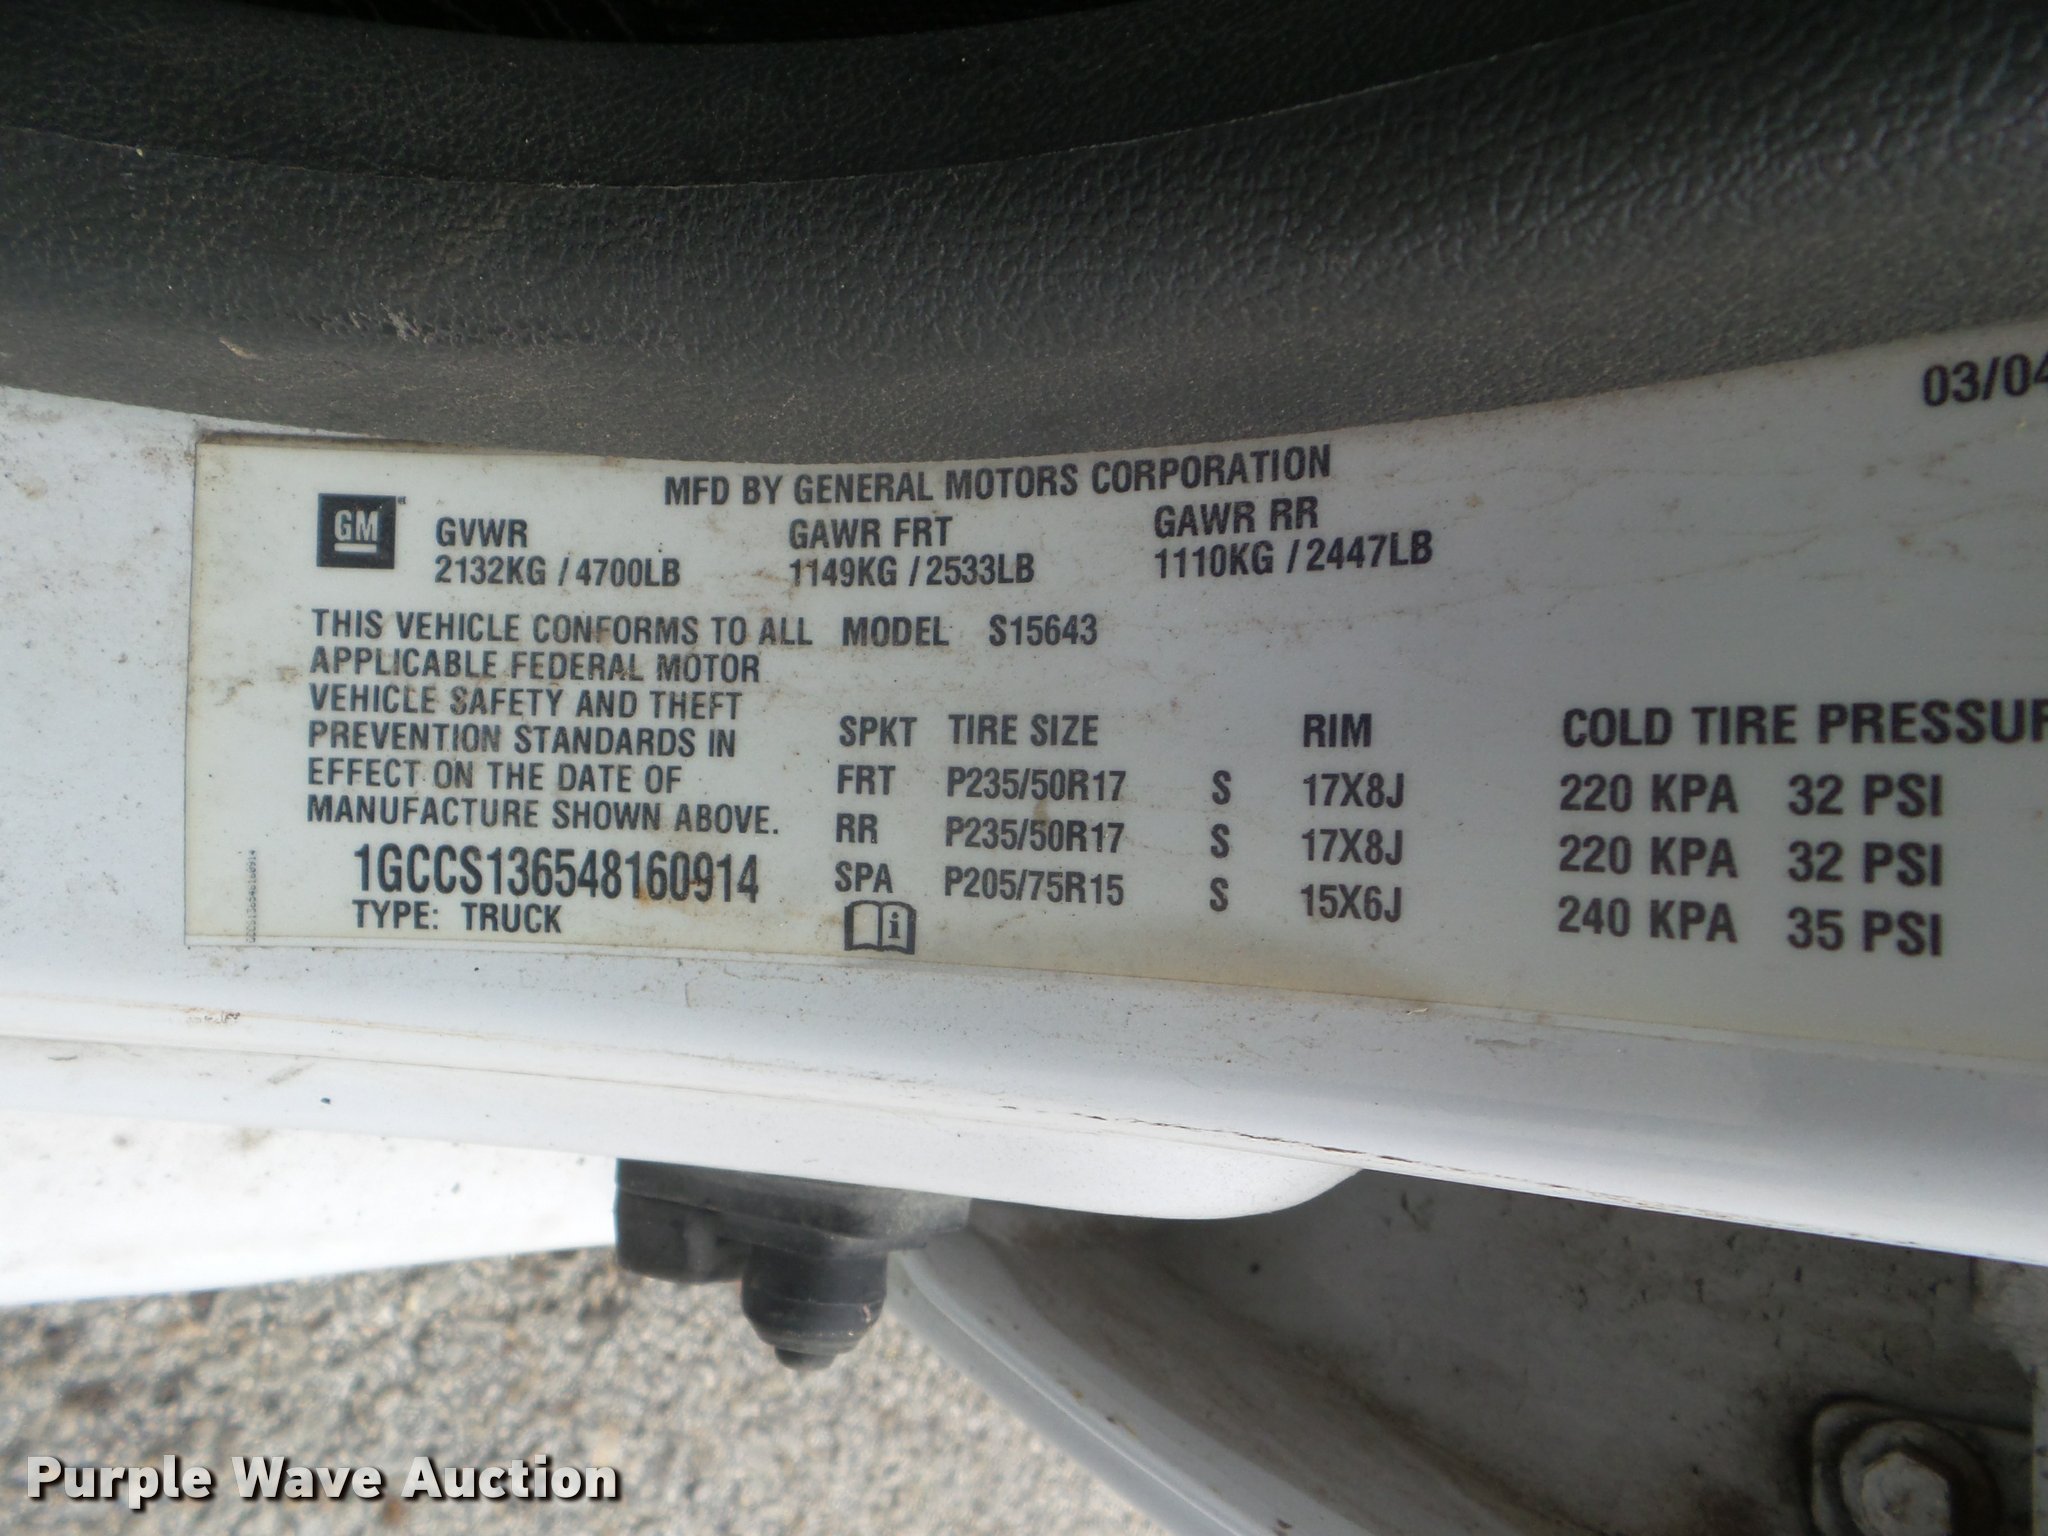 03/04
MFD BY GENERAL MOTORS CORPORATION
GM
GVWR GAWR FRT GAWR RR
2132KG / 4700LB 1149KG / 2533LB 1110KG / 2447LB
THIS VEHICLE CONFORMS TO ALL
APPLICABLE FEDERAL MOTOR
VEHICLE SAFETY AND THEFT
PREVENTION STANDARDS IN
EFFECT ON THE DATE OF
MANUFACTURE SHOWN ABOVE.
1GCCS136548160914
TYPE: TRUCK
MODEL S15643
SPKT TIRE SIZE RIM COLD TIRE PRESSUR
FRT P235/50R17 S 17X8J 220 KPA 32 PSI
RR P235/50R17 S 17X8J 220 KPA 32 PSI
SPA P205/75R15 S 15X6J 240 KPA 35 PSI
i
Purple Wave Auction